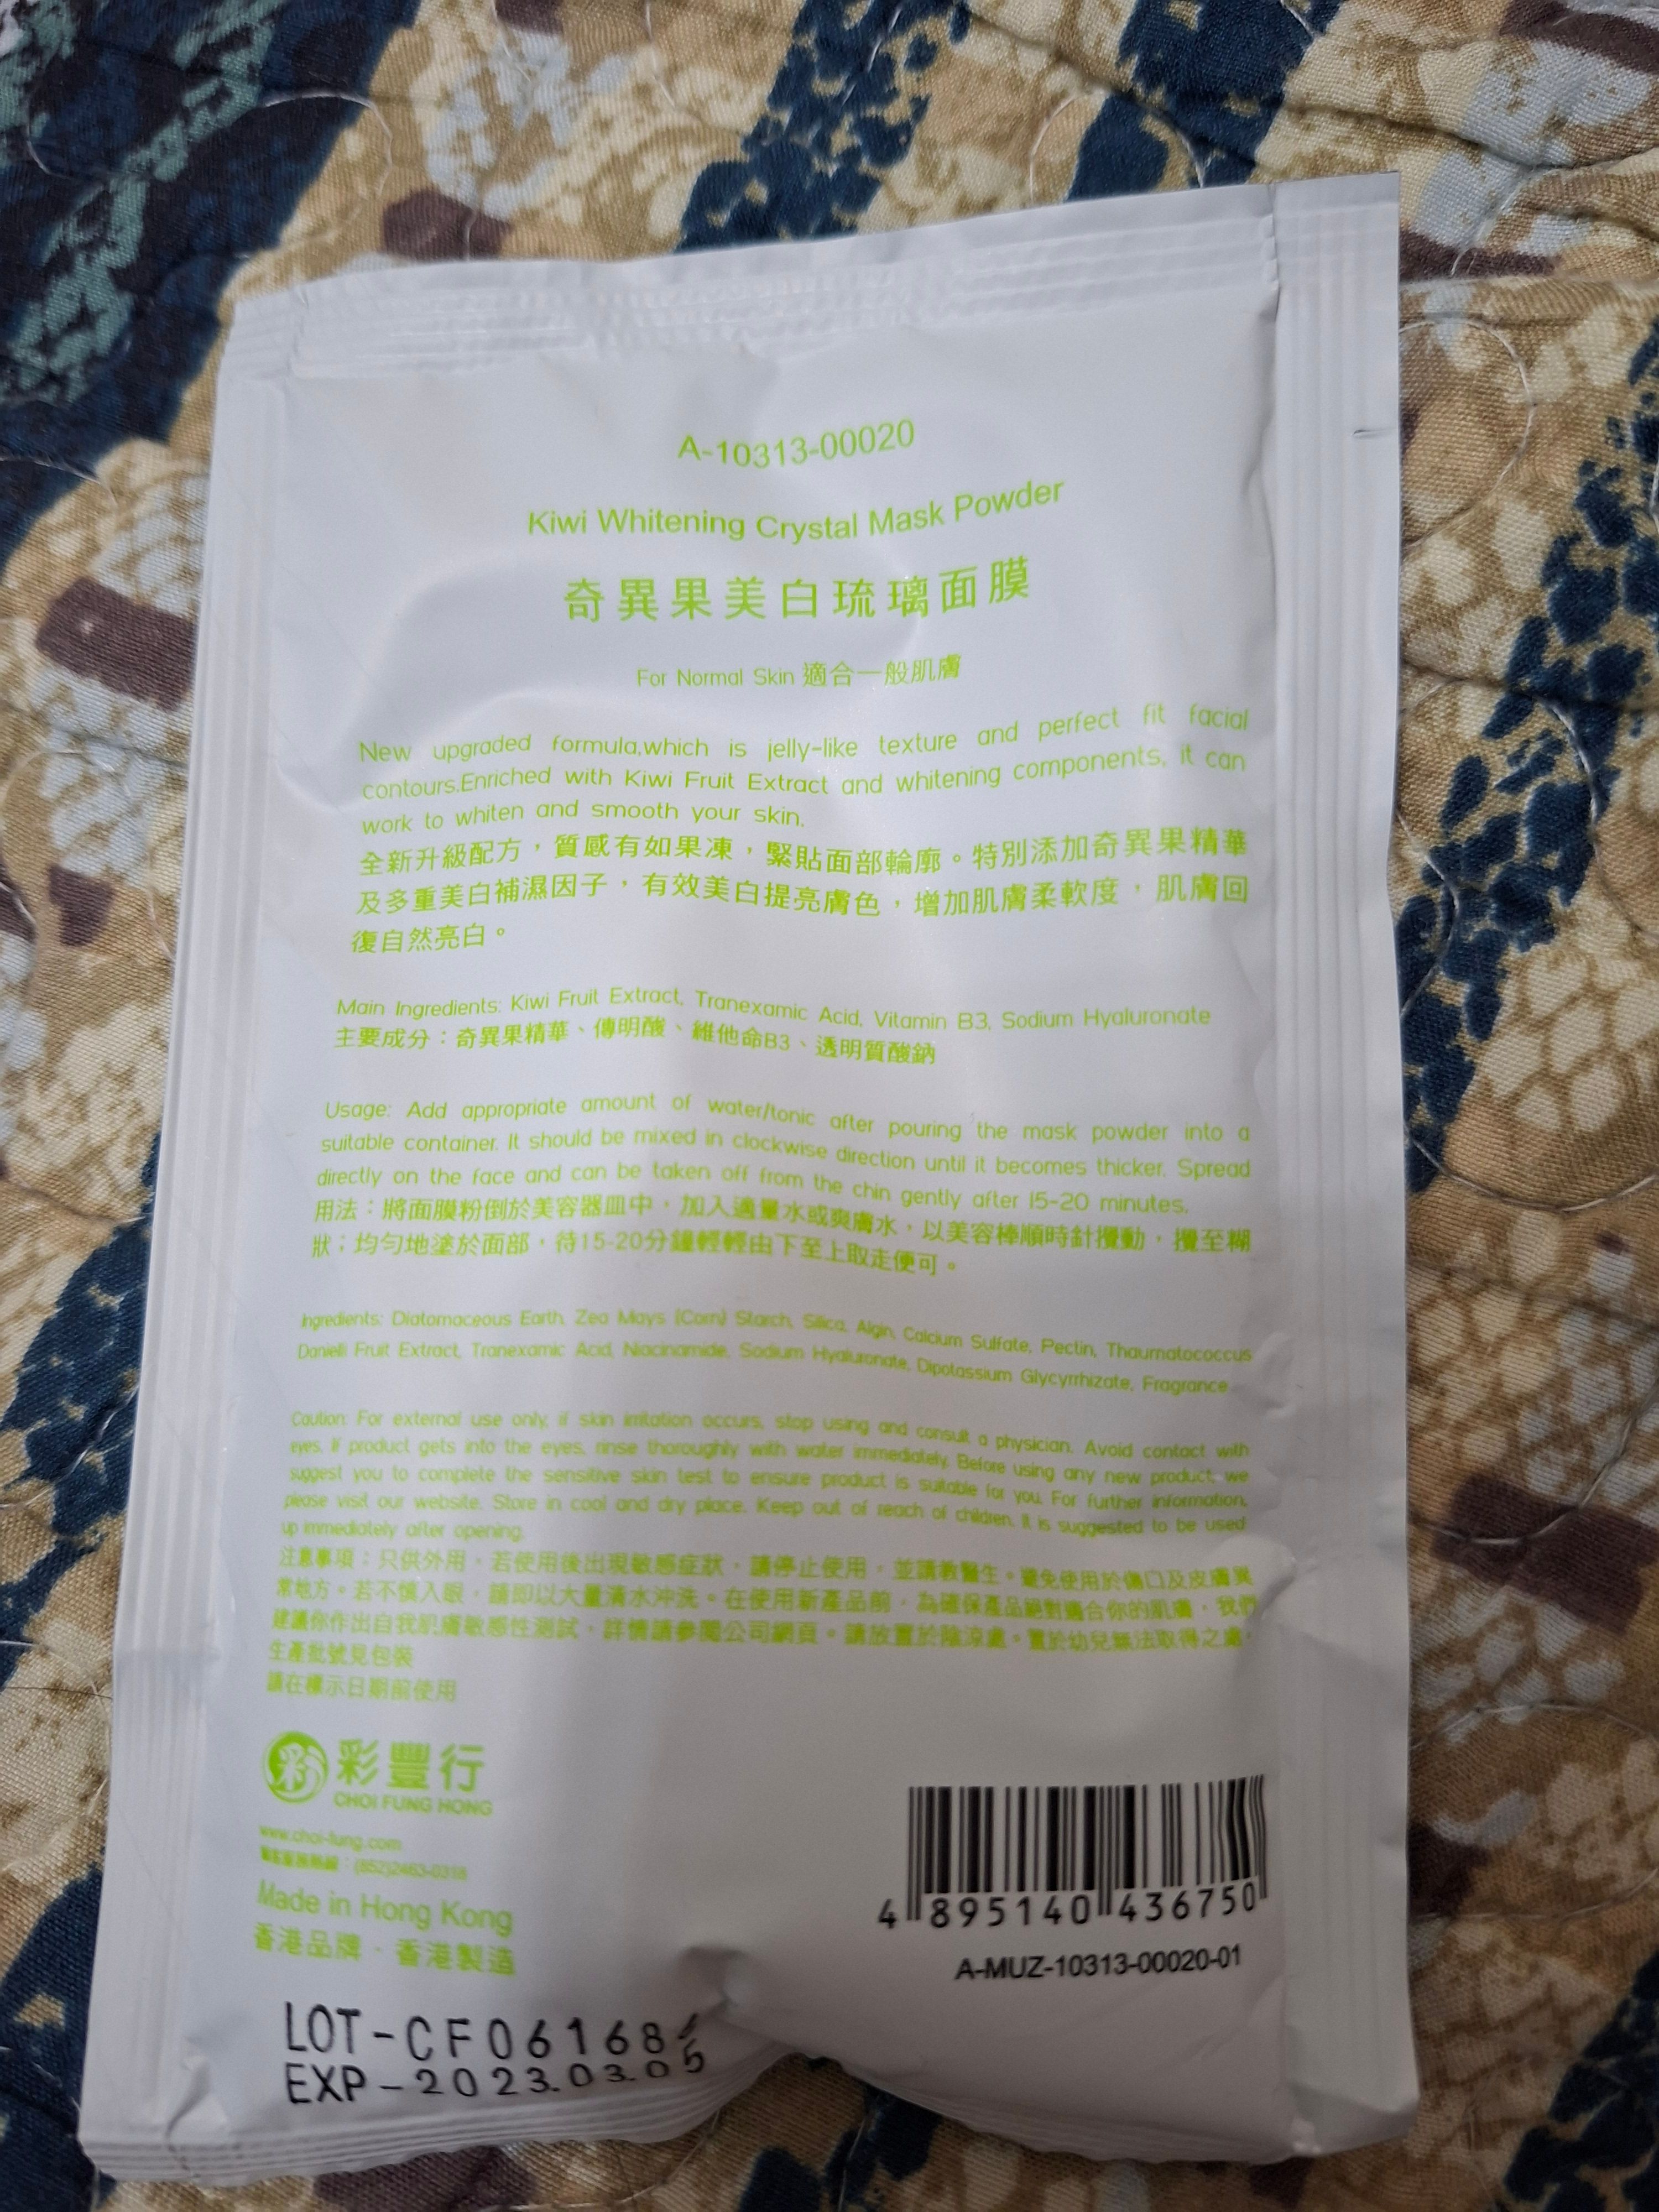 A-10313-00020
Kiwi Whitening Crystal Mask Powder
奇異果美白琉璃面膜
For Normal Skin 適合一般肌膚
New upgraded formula,which is jelly-like texture and perfect fit facial
contours.Enriched with Kiwi Fruit Extract and whitening components, it can
work to whiten and smooth your skin.
全新升級配方，質感有如果凍，緊貼面部輪廓。特別添加奇異果精華
及多重美白補濕因子，有效美白提亮膚色，增加肌膚柔軟度，肌膚回
復自然亮白。
Main Ingredients: Kiwi Fruit Extract, Tranexamic Acid, Vitamin B3, Sodium Hyaluronate
主要成分：奇異果精華、傳明酸、維他命B3、透明質酸鈉
Usage: Add appropriate amount of water/tonic after pouring the mask powder into a
suitable container. It should be mixed in clockwise direction until it becomes thicker. Spread
directly on the face and can be taken off from the chin gently after 15-20 minutes.
用法：將面膜粉倒於美容器皿中，加入適量水或爽膚水，以美容棒順時針攪動，攪至糊
狀；均勻地塗於面部，待15-20分鐘輕輕由下至上取走便可。
Ingredients: Diatomaceous Earth, Zea Mays (Corn) Starch, Silica, Algin, Calcium Sulfate, Pectin, Thaumatococcus
Danielli Fruit Extract, Tranexamic Acid, Niacinamide, Sodium Hyaluronate, Dipotassium Glycyrrhizate, Fragrance
Caution: For external use only, if skin irritation occurs, stop using and consult a physician. Avoid contact with
eyes. If product gets into the eyes, rinse thoroughly with water immediately. Before using any new product, we
suggest you to complete the sensitive skin test to ensure product is suitable for you. For further information,
please visit our website. Store in cool and dry place. Keep out of reach of children. It is suggested to be used
up immediately after opening.
注意事項：只供外用，若使用後出現敏感症狀，請停止使用，並請教醫生。避免使用於傷口及皮膚異
常地方。若不慎入眼，請即以大量清水沖洗。在使用新產品前，為確保產品絕對適合你的肌膚，我們
建議你作出自我肌膚敏感性測試，詳情請參閱公司網頁。請放置於陰涼處。置於幼兒無法取得之處。
生產批號見包裝
請在標示日期前使用
彩 彩豐行
CHOI FUNG HONG
www.choi-fung.com
(852)2463-0318
Made in Hong Kong
香港品牌·香港製造
4 895140 436750
A-MUZ-10313-00020-01
LOT-CF06168
EXP-2023.03.05